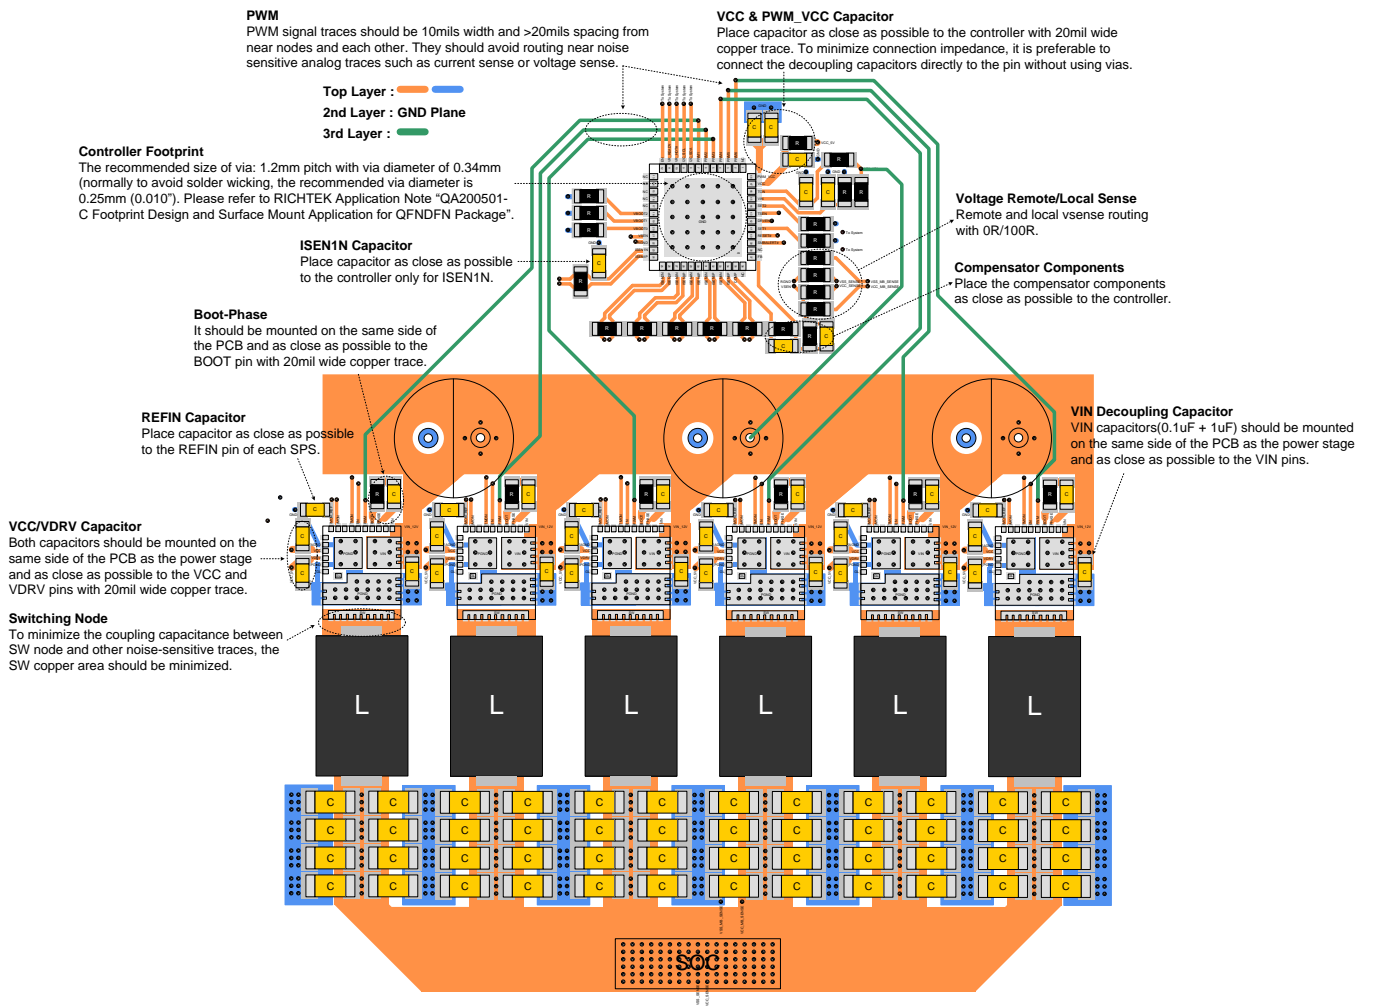 PWM
PWM signal traces should be 10mils width and >20mils spacing from
near nodes and each other. They should avoid routing near noise
sensitive analog traces such as current sense or voltage sense.
VCC & PWM_VCC Capacitor
Place capacitor as close as possible to the controller with 20mil wide
copper trace. To minimize connection impedance, it is preferable to
connect the decoupling capacitors directly to the pin without using vias.
Top Layer :
2nd Layer : GND Plane
3rd Layer :
Controller Footprint
The recommended size of via: 1.2mm pitch with via diameter of 0.34mm
(normally to avoid solder wicking, the recommended via diameter is
0.25mm (0.010"). Please refer to RICHTEK Application Note “QA200501-
C Footprint Design and Surface Mount Application for QFNDFN Package”.
Voltage Remote/Local Sense
Remote and local vsense routing
with 0R/100R.
ISEN1N Capacitor
Place capacitor as close as possible
to the controller only for ISEN1N.
Compensator Components
Place the compensator components
as close as possible to the controller.
Boot-Phase
It should be mounted on the same side of
the PCB and as close as possible to the
BOOT pin with 20mil wide copper trace.
REFIN Capacitor
Place capacitor as close as possible
to the REFIN pin of each SPS.
VIN Decoupling Capacitor
VIN capacitors(0.1uF + 1uF) should be mounted
on the same side of the PCB as the power stage
and as close as possible to the VIN pins.
VCC/VDRV Capacitor
Both capacitors should be mounted on the
same side of the PCB as the power stage
and as close as possible to the VCC and
VDRV pins with 20mil wide copper trace.
Switching Node
To minimize the coupling capacitance between
SW node and other noise-sensitive traces, the
SW copper area should be minimized.
L L L L L L
C C C C C C C C C C C C
C C C C C C C C C C C C
C C C C C C C C C C C C
C C C C C C C C C C C C
SOC